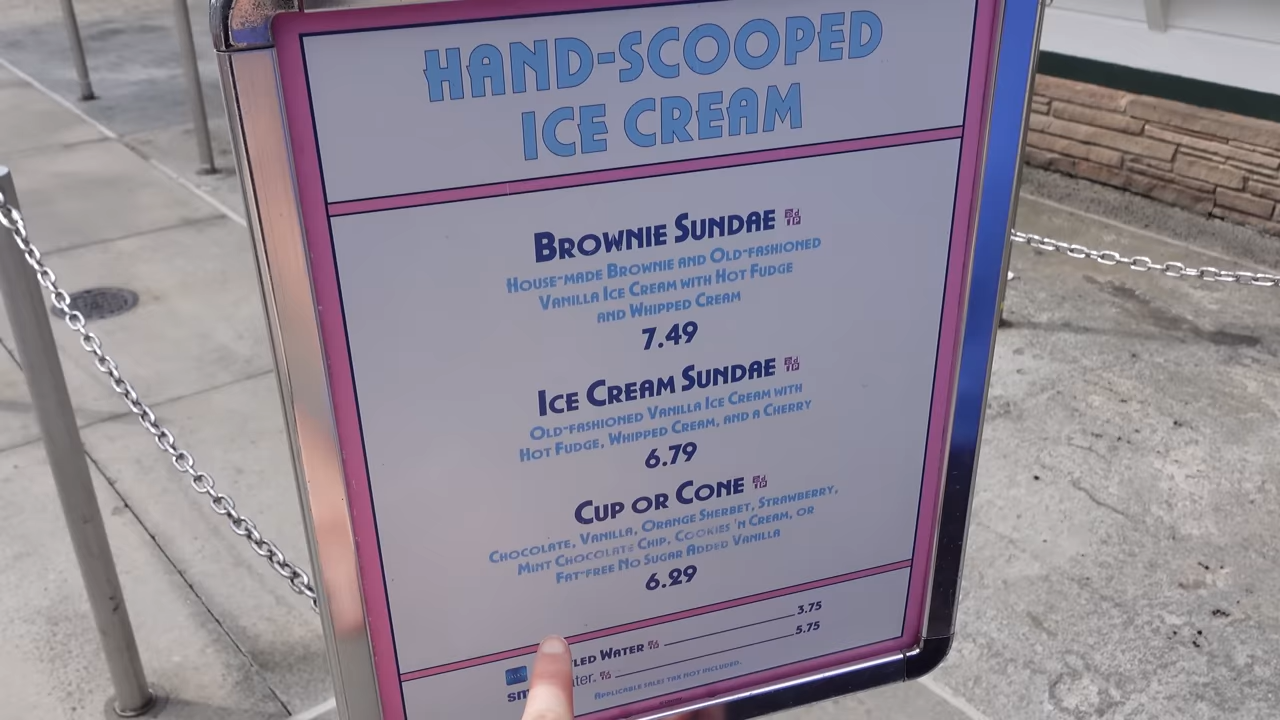 HAND-SCOOPED
ICE CREAM
BROWNIE SUNDAE
HOUSE-MADE BROWNIE AND OLD-FASHIONED
VANILLA ICE CREAM WITH HOT FUDGE
AND WHIPPED CREAM
7.49
ICE CREAM SUNDAE
OLD-FASHIONED VANILLA ICE CREAM WITH
HOT FUDGE, WHIPPED CREAM, AND A CHERRY
6.79
CUP OR CONE
CHOCOLATE, VANILLA, ORANGE SHERBET, STRAWBERRY,
MINT CHOCOLATE CHIP, COOKIES 'N CREAM, OR
FAT-FREE NO SUGAR ADDED VANILLA
6.29
WATER 3.75
5.75
APPLICABLE SALES TAX NOT INCLUDED.